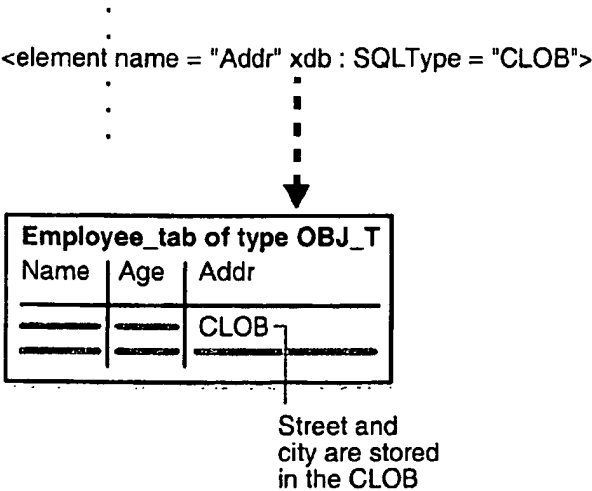 <element name = "Addr" xdb : SQLType = "CLOB">
Employee_tab of type OBJ_T
Name Age Addr
CLOB
Street and
city are stored
in the CLOB